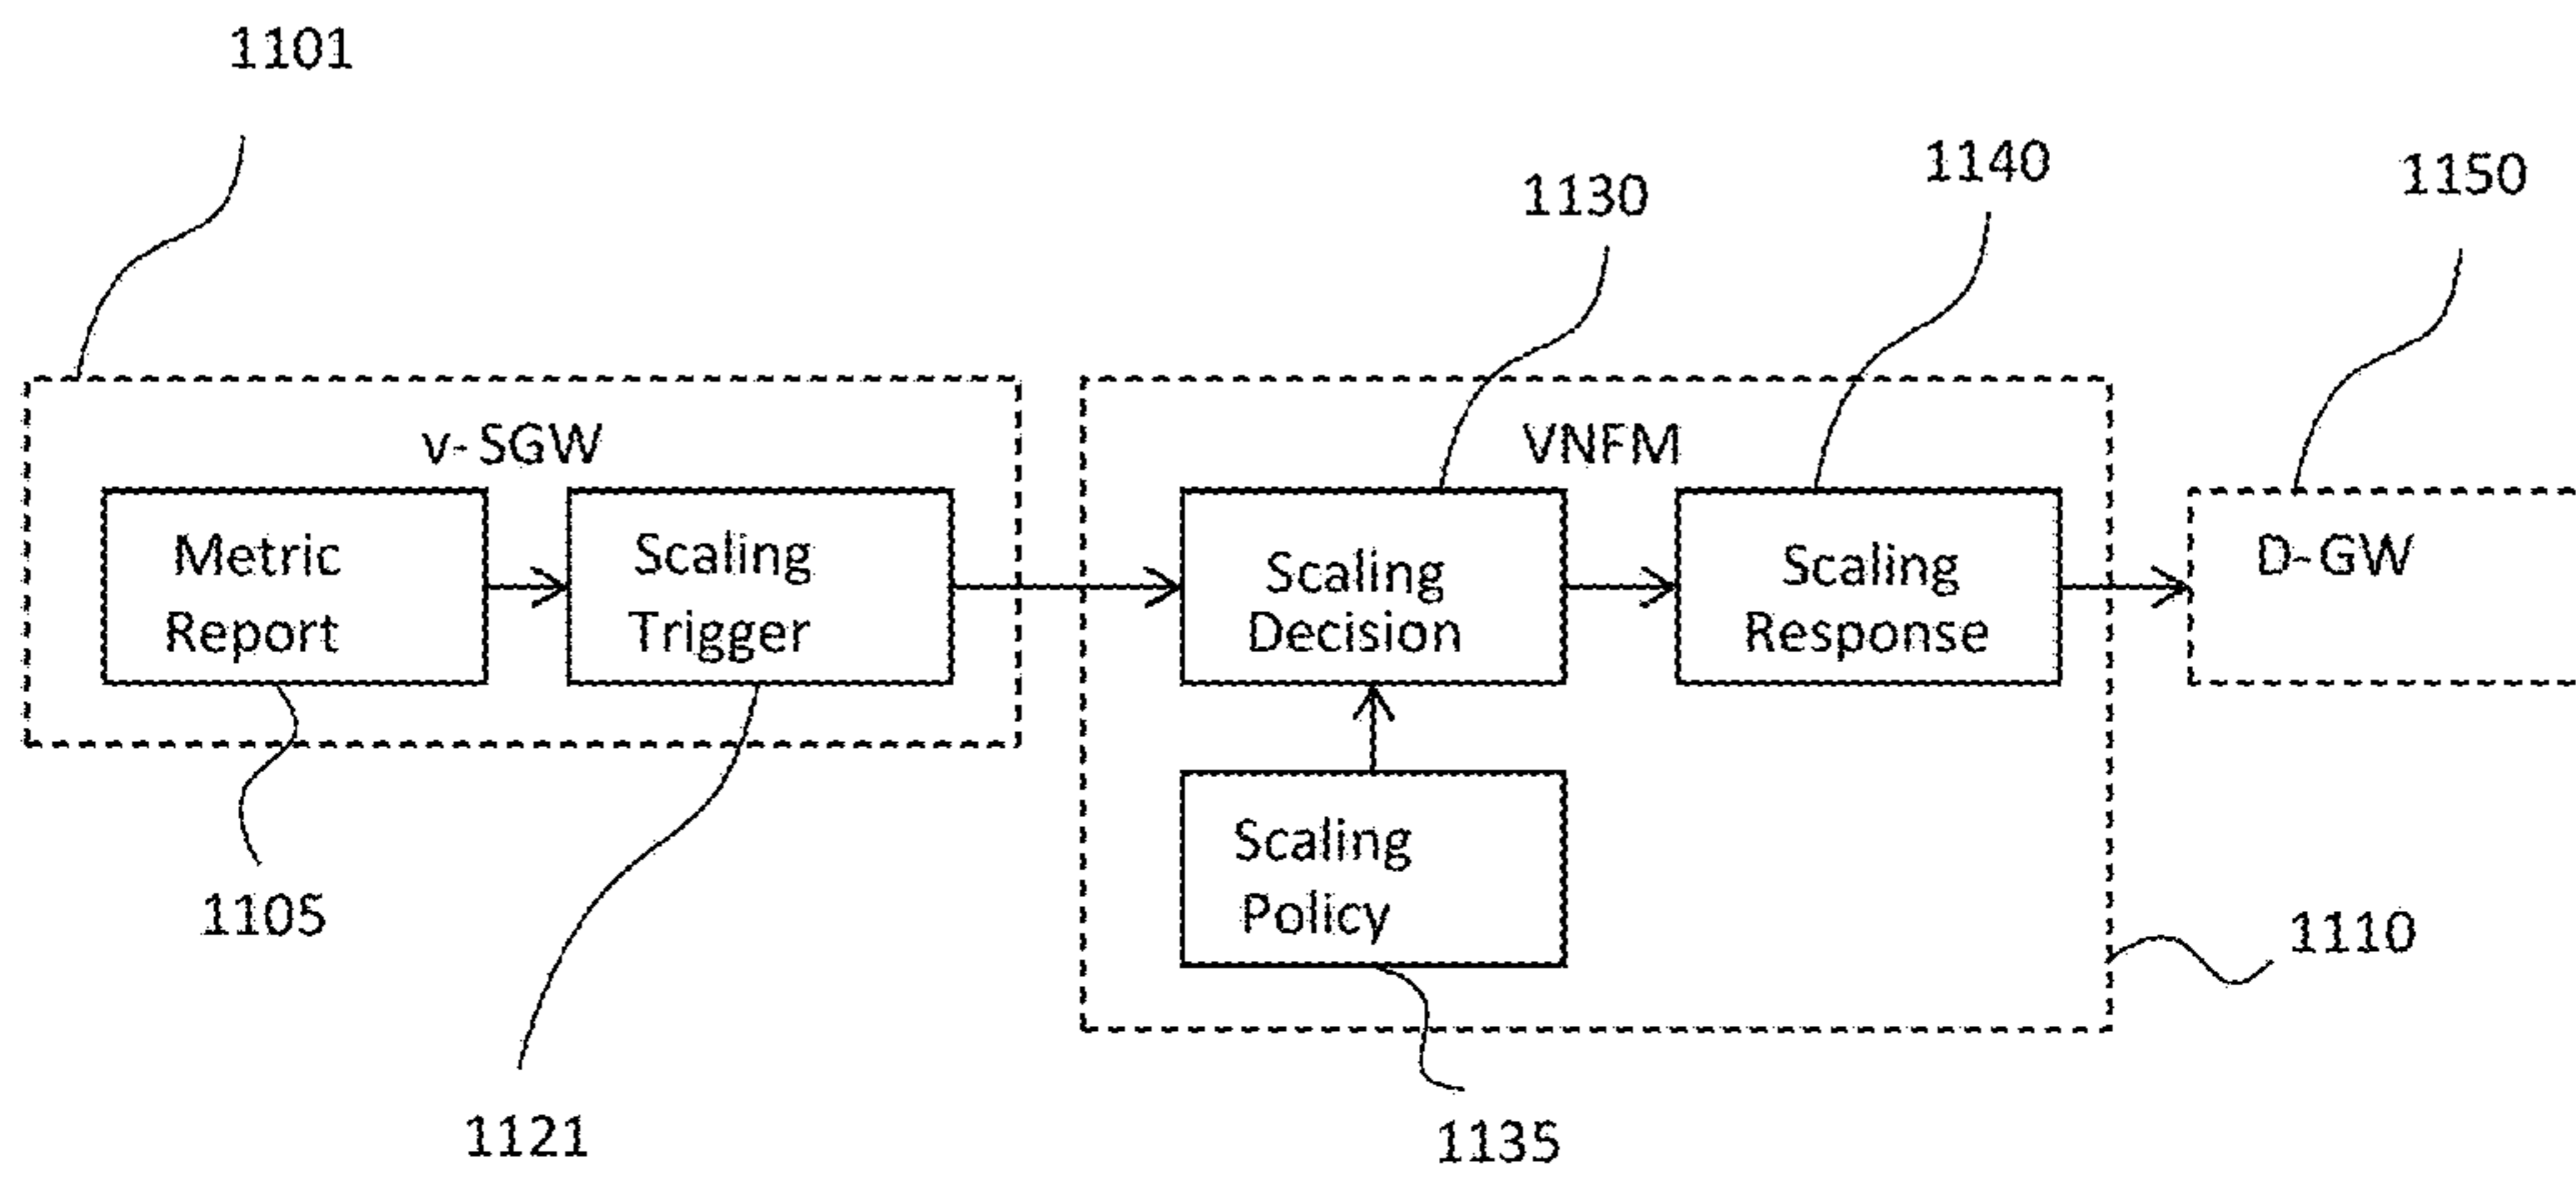 1101
1140
1150
1130
v-SGW
VNFM
Metric
Report
Scaling
Trigger
Scaling
Decision
Scaling
Response
D-GW
Scaling
Policy
1105
1110
1121
1135